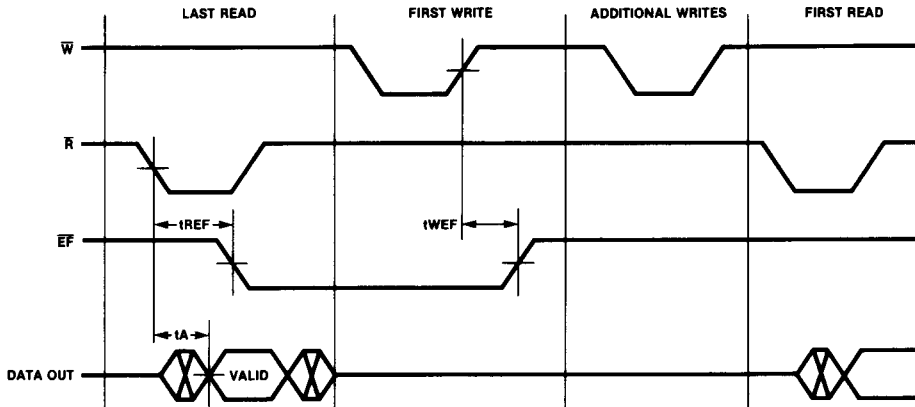 LAST READ FIRST WRITE ADDITIONAL WRITES FIRST READ
W
R
tREF tWEF
EF
tA
DATA OUT VALID